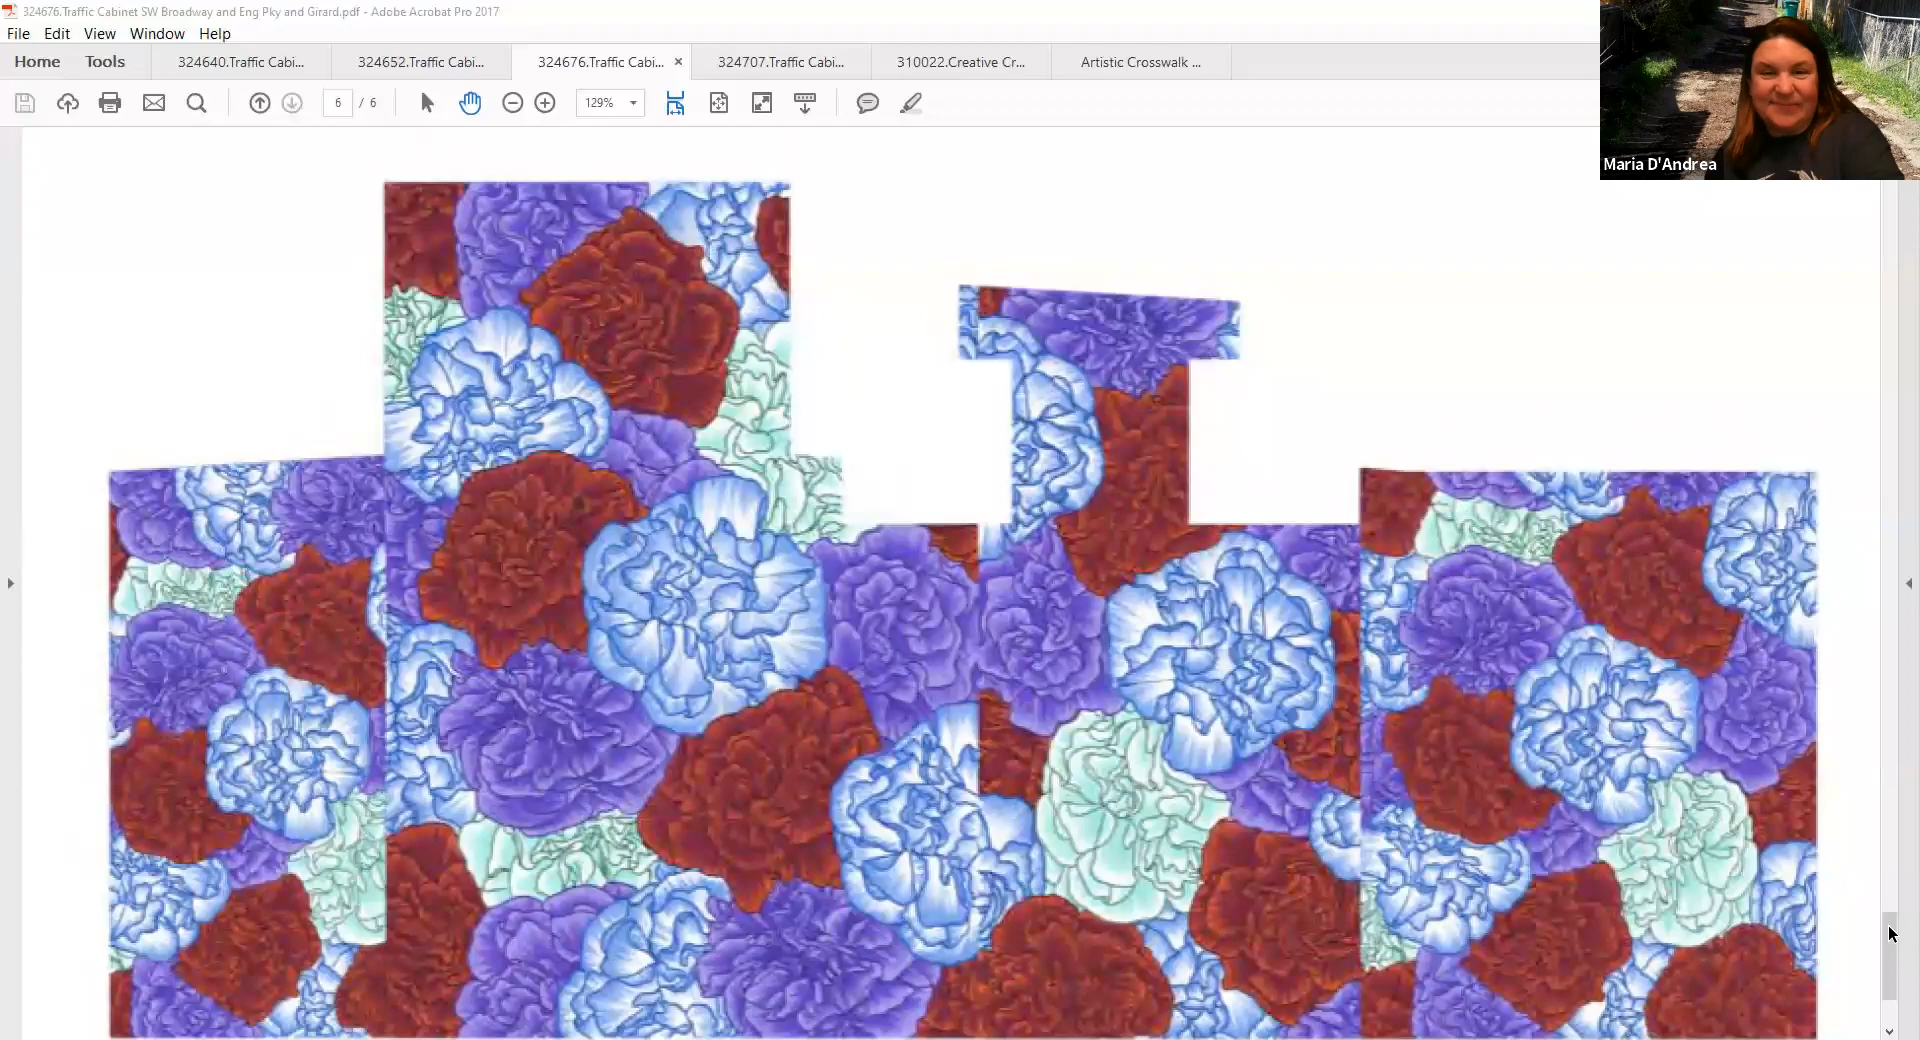 324676.Traffic Cabinet SW Broadway and Eng Pky and Girard.pdf - Adobe Acrobat Pro 2017
File Edit View Window Help
Home Tools 324640.Traffic Cabi... 324652.Traffic Cabi... 324676.Traffic Cabi... × 324707.Traffic Cabi... 310022.Creative Cr... Artistic Crosswalk ...
6 / 6 129%
Maria D'Andrea